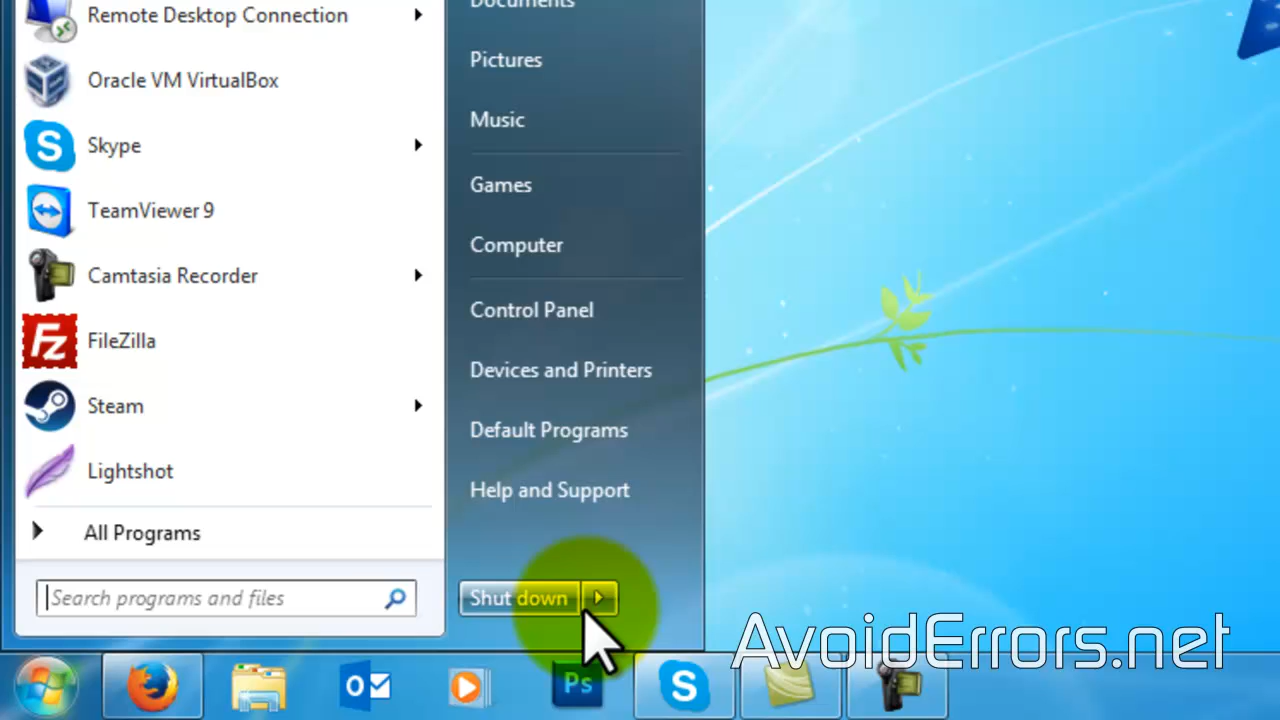 Remote Desktop Connection
Oracle VM VirtualBox
Skype
TeamViewer 9
Camtasia Recorder
FileZilla
Steam
Lightshot
All Programs
Search programs and files
Documents
Pictures
Music
Games
Computer
Control Panel
Devices and Printers
Default Programs
Help and Support
Shut down
AvoidErrors.net
Ps